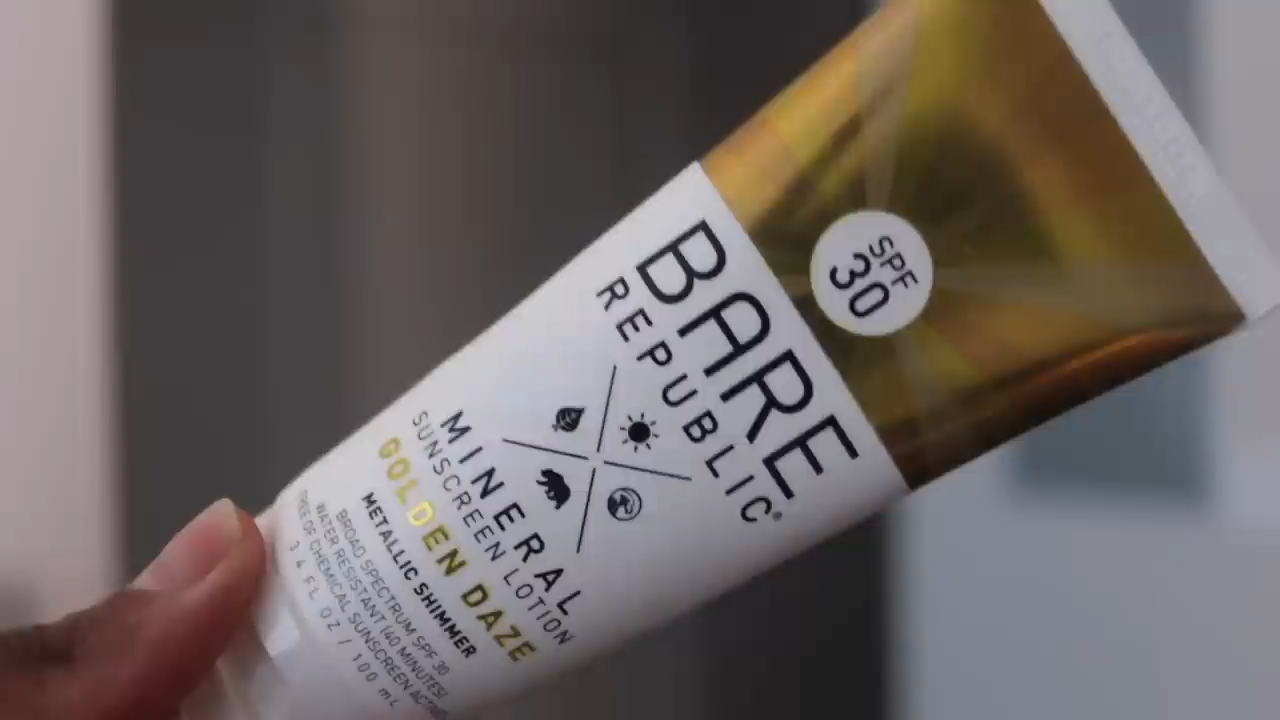 SPF
30
BARE
REPUBLIC®
MINERAL
SUNSCREEN LOTION
GOLDEN DAZE
METALLIC SHIMMER
BROAD SPECTRUM SPF 30
WATER RESISTANT (40 MINUTES)
FREE OF CHEMICAL SUNSCREEN
3.4 FL OZ / 100 mL